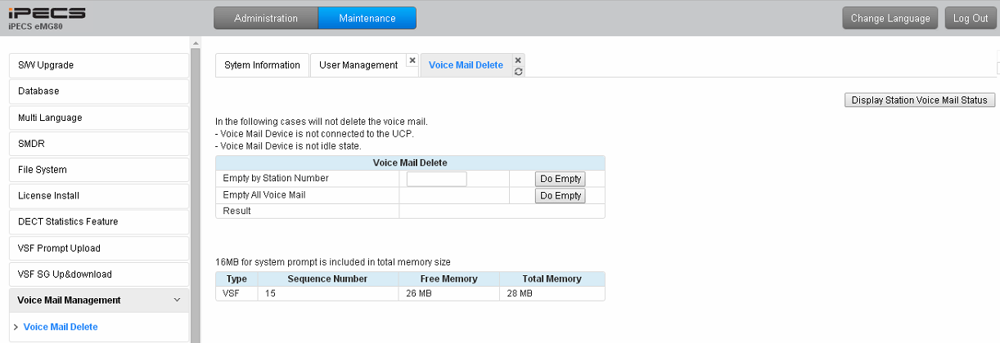 iPECS
iPECS eMG80
Administration
Maintenance
Change Language
Log Out
S/W Upgrade
Database
Multi Language
SMDR
File System
License Install
DECT Statistics Feature
VSF Prompt Upload
VSF SG Up&download
Voice Mail Management
Voice Mail Delete
Sytem Information
User Management
Voice Mail Delete
Display Station Voice Mail Status
In the following cases will not delete the voice mail.
- Voice Mail Device is not connected to the UCP.
- Voice Mail Device is not idle state.
Voice Mail Delete
Empty by Station Number Do Empty
Empty All Voice Mail Do Empty
Result
16MB for system prompt is included in total memory size
Type Sequence Number Free Memory Total Memory
VSF 15 26 MB 28 MB